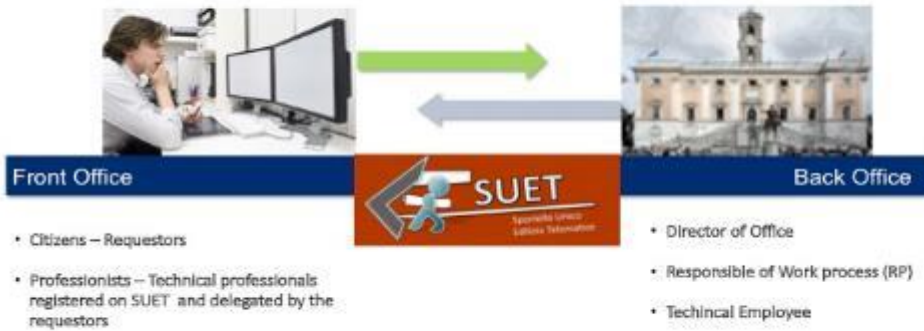 Front Office
SUET
Sportello Unico
Edilizio Telematico
Back Office
• Citizens – Requestors
• Professionists – Technical professionals
registered on SUET and delegated by the
requestors
• Director of Office
• Responsible of Work process (RP)
• Techincal Employee